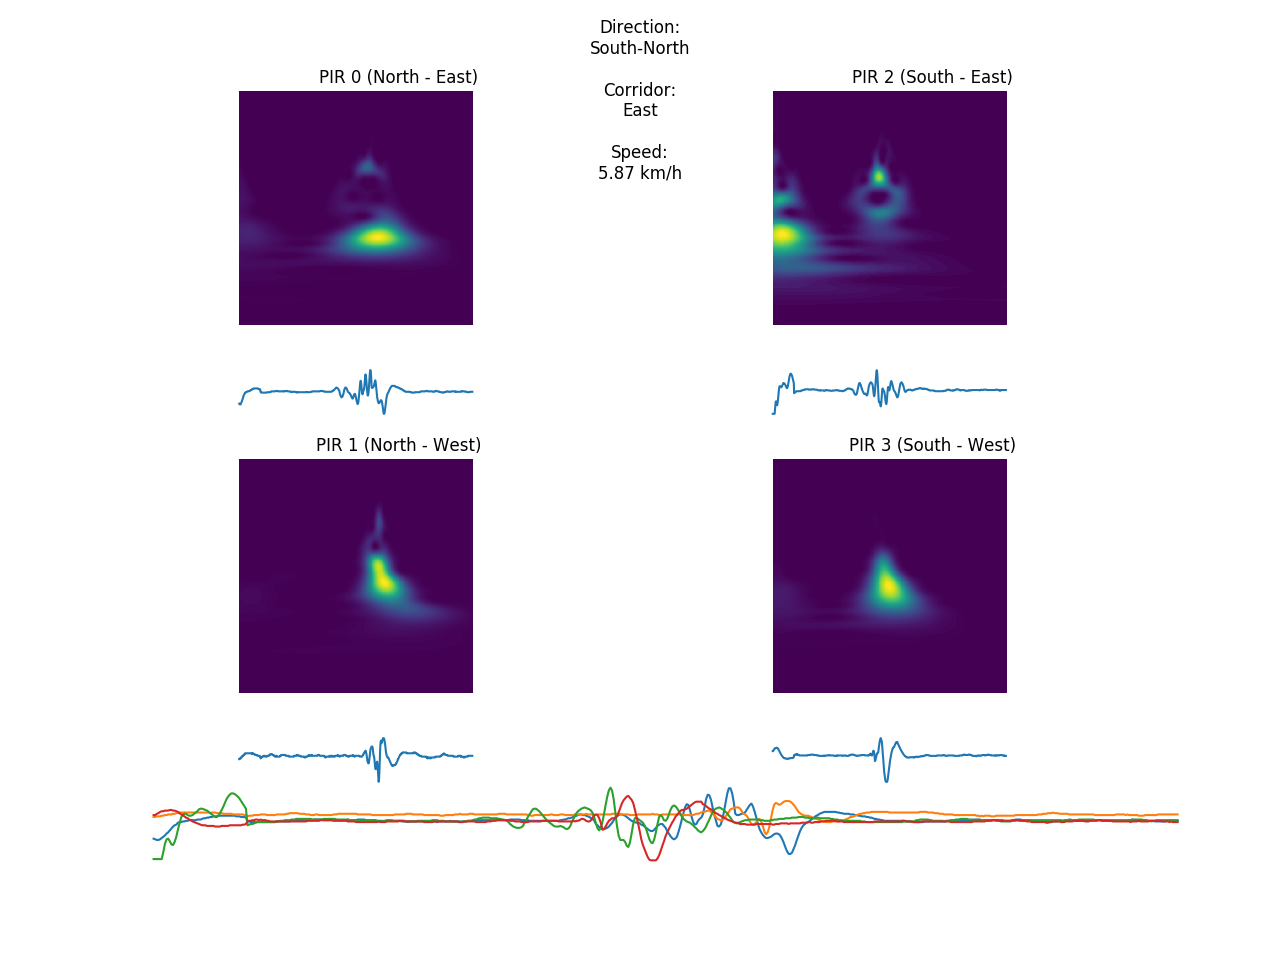 Direction:
South-North
Corridor:
East
Speed:
5.87 km/h
PIR 0 (North - East)
PIR 2 (South - East)
PIR 1 (North - West)
PIR 3 (South - West)